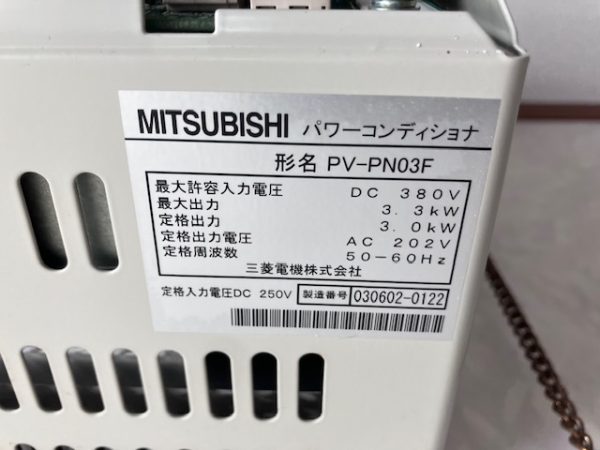 MITSUBISHI パワーコンディショナ
形名 PV-PN03F
最大許容入力電圧 DC 380V
最大出力 3.3kW
定格出力 3.0kW
定格出力電圧 AC 202V
定格周波数 50-60Hz
三菱電機株式会社
定格入力電圧DC 250V 製造番号 030602-0122